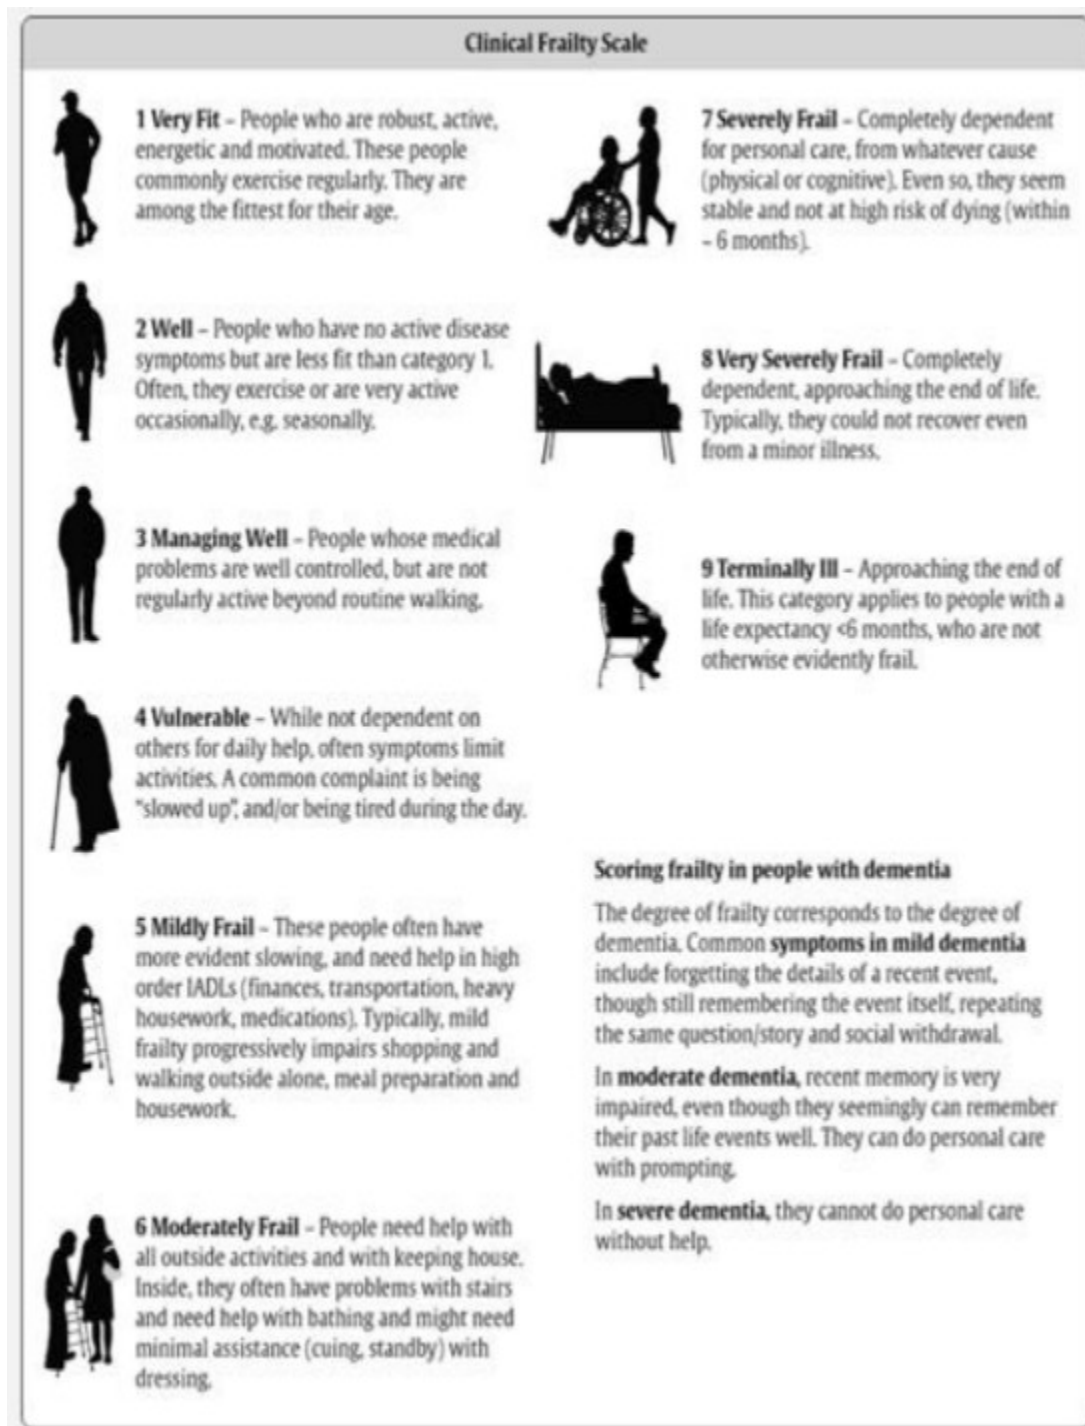 Clinical Frailty Scale
1 Very Fit – People who are robust, active,
energetic and motivated. These people
commonly exercise regularly. They are
among the fittest for their age.
2 Well – People who have no active disease
symptoms but are less fit than category 1.
Often, they exercise or are very active
occasionally, e.g. seasonally.
3 Managing Well – People whose medical
problems are well controlled, but are not
regularly active beyond routine walking.
4 Vulnerable – While not dependent on
others for daily help, often symptoms limit
activities. A common complaint is being
"slowed up", and/or being tired during the day.
5 Mildly Frail – These people often have
more evident slowing, and need help in high
order IADLs (finances, transportation, heavy
housework, medications). Typically, mild
frailty progressively impairs shopping and
walking outside alone, meal preparation and
housework.
6 Moderately Frail – People need help with
all outside activities and with keeping house.
Inside, they often have problems with stairs
and need help with bathing and might need
minimal assistance (cuing, standby) with
dressing.
7 Severely Frail – Completely dependent
for personal care, from whatever cause
(physical or cognitive). Even so, they seem
stable and not at high risk of dying (within
~ 6 months).
8 Very Severely Frail – Completely
dependent, approaching the end of life.
Typically, they could not recover even
from a minor illness.
9 Terminally Ill – Approaching the end of
life. This category applies to people with a
life expectancy <6 months, who are not
otherwise evidently frail.
Scoring frailty in people with dementia
The degree of frailty corresponds to the degree of
dementia. Common symptoms in mild dementia
include forgetting the details of a recent event,
though still remembering the event itself, repeating
the same question/story and social withdrawal.
In moderate dementia, recent memory is very
impaired, even though they seemingly can remember
their past life events well. They can do personal care
with prompting.
In severe dementia, they cannot do personal care
without help.